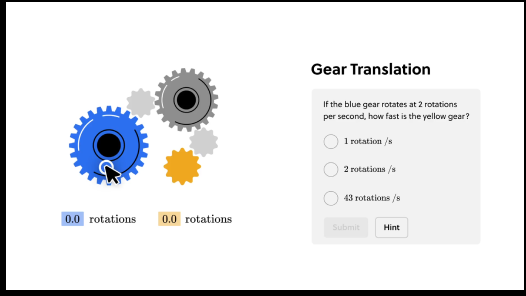 Gear Translation
If the blue gear rotates at 2 rotations
per second, how fast is the yellow gear?
1 rotation /s
2 rotations /s
43 rotations /s
Submit
Hint
0.0 rotations
0.0 rotations